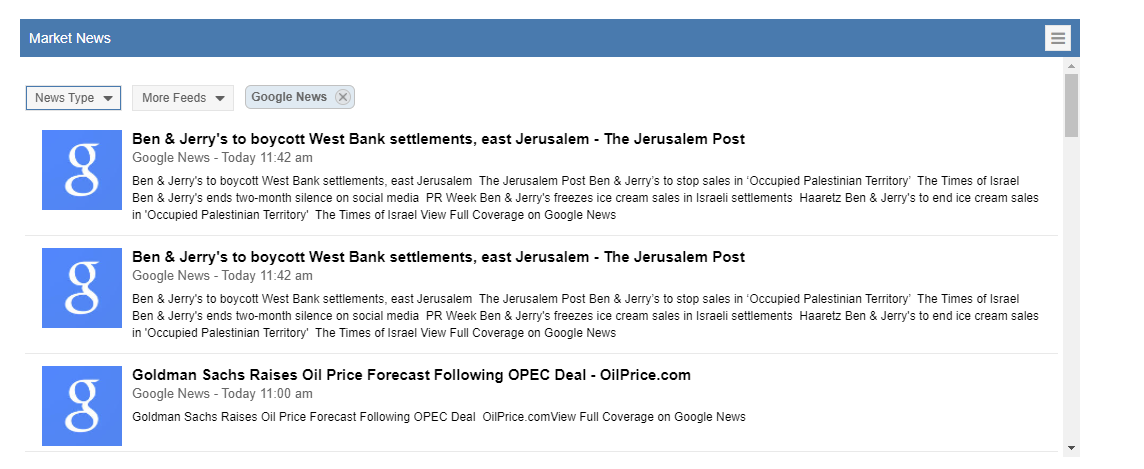 Market News
News Type
More Feeds
Google News
Ben & Jerry's to boycott West Bank settlements, east Jerusalem - The Jerusalem Post
Google News - Today 11:42 am
Ben & Jerry's to boycott West Bank settlements, east Jerusalem  The Jerusalem Post Ben & Jerry’s to stop sales in ‘Occupied Palestinian Territory’  The Times of Israel
Ben & Jerry's ends two-month silence on social media  PR Week Ben & Jerry's freezes ice cream sales in Israeli settlements  Haaretz Ben & Jerry's to end ice cream sales
in 'Occupied Palestinian Territory'  The Times of Israel View Full Coverage on Google News
Ben & Jerry's to boycott West Bank settlements, east Jerusalem - The Jerusalem Post
Google News - Today 11:42 am
Ben & Jerry's to boycott West Bank settlements, east Jerusalem  The Jerusalem Post Ben & Jerry’s to stop sales in ‘Occupied Palestinian Territory’  The Times of Israel
Ben & Jerry's ends two-month silence on social media  PR Week Ben & Jerry's freezes ice cream sales in Israeli settlements  Haaretz Ben & Jerry's to end ice cream sales
in 'Occupied Palestinian Territory'  The Times of Israel View Full Coverage on Google News
Goldman Sachs Raises Oil Price Forecast Following OPEC Deal - OilPrice.com
Google News - Today 11:00 am
Goldman Sachs Raises Oil Price Forecast Following OPEC Deal  OilPrice.comView Full Coverage on Google News
g
g
g